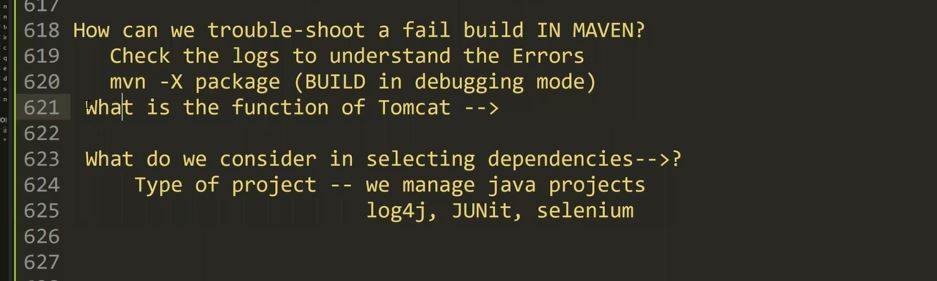 617
618 How can we trouble-shoot a fail build IN MAVEN?
619 Check the logs to understand the Errors
620 mvn -X package (BUILD in debugging mode)
621 What is the function of Tomcat -->
622
623 What do we consider in selecting dependencies-->?
624 Type of project -- we manage java projects
625 log4j, JUNit, selenium
626
627